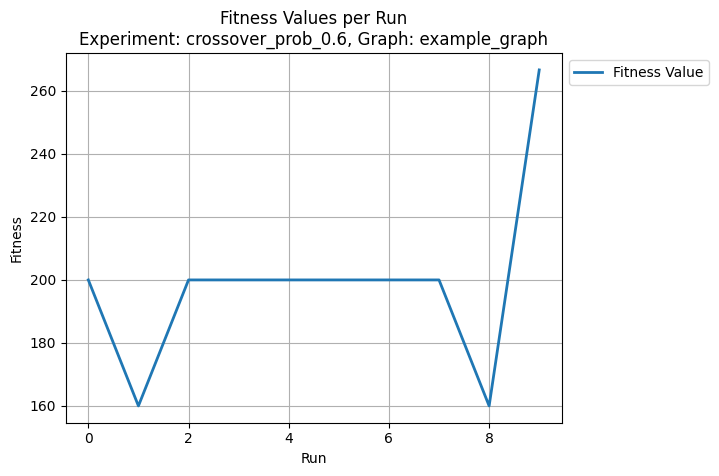 Fitness Values per Run
Experiment: crossover_prob_0.6, Graph: example_graph
Fitness Value
260
240
220
200
180
160
Fitness
0 2 4 6 8
Run